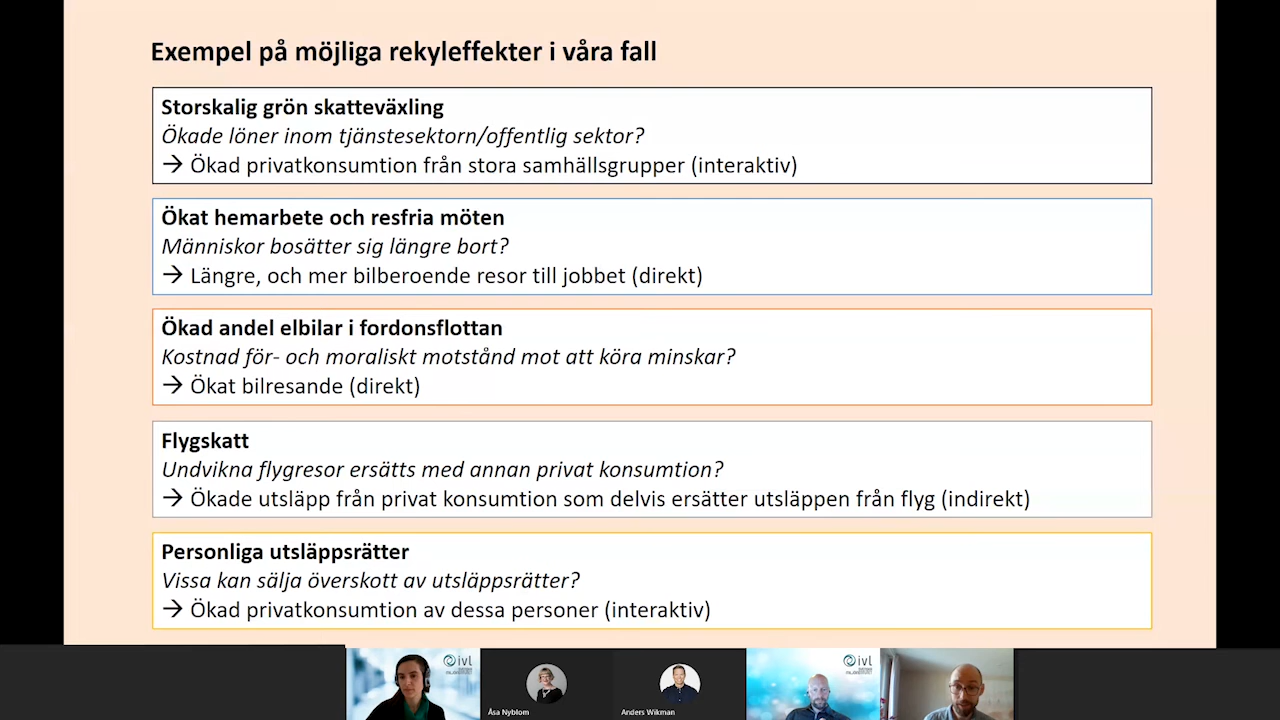 Exempel på möjliga rekyleffekter i våra fall
Storskalig grön skatteväxling
Ökade löner inom tjänstesektorn/offentlig sektor?
→ Ökad privatkonsumtion från stora samhällsgrupper (interaktiv)
Ökat hemarbete och resfria möten
Människor bosätter sig längre bort?
→ Längre, och mer bilberoende resor till jobbet (direkt)
Ökad andel elbilar i fordonsflottan
Kostnad för- och moraliskt motstånd mot att köra minskar?
→ Ökat bilresande (direkt)
Flygskatt
Undvikna flygresor ersätts med annan privat konsumtion?
→ Ökade utsläpp från privat konsumtion som delvis ersätter utsläppen från flyg (indirekt)
Personliga utsläppsrätter
Vissa kan sälja överskott av utsläppsrätter?
→ Ökad privatkonsumtion av dessa personer (interaktiv)
ivl
ivl
Åsa Nyblom
Anders Wikman